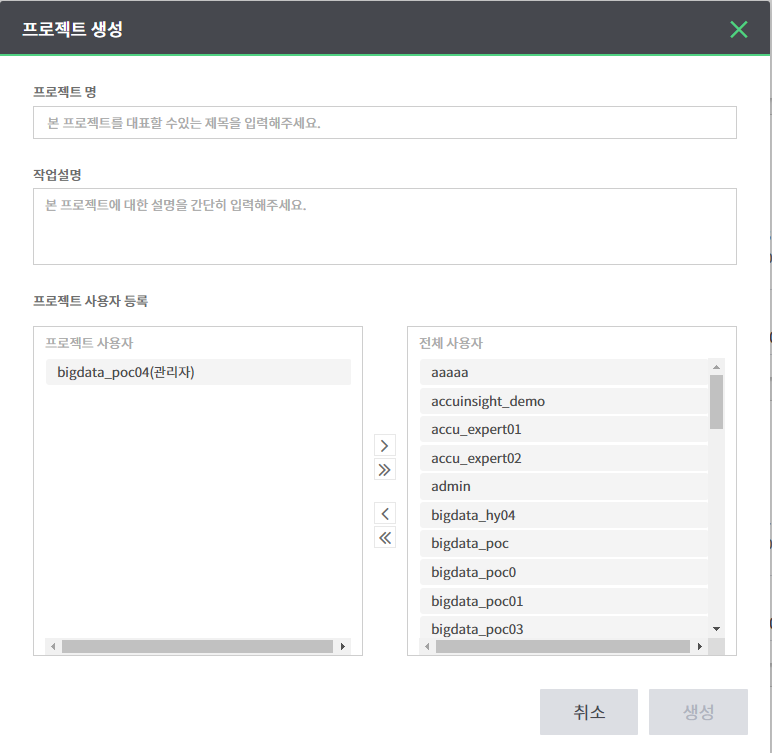 프로젝트 생성
프로젝트 명
본 프로젝트를 대표할 수있는 제목을 입력해주세요.
작업설명
본 프로젝트에 대한 설명을 간단히 입력해주세요.
프로젝트 사용자 등록
프로젝트 사용자
bigdata_poc04(관리자)
전체 사용자
aaaaa
accuinsight_demo
accu_expert01
accu_expert02
admin
bigdata_hy04
bigdata_poc
bigdata_poc0
bigdata_poc01
bigdata_poc03
취소
생성